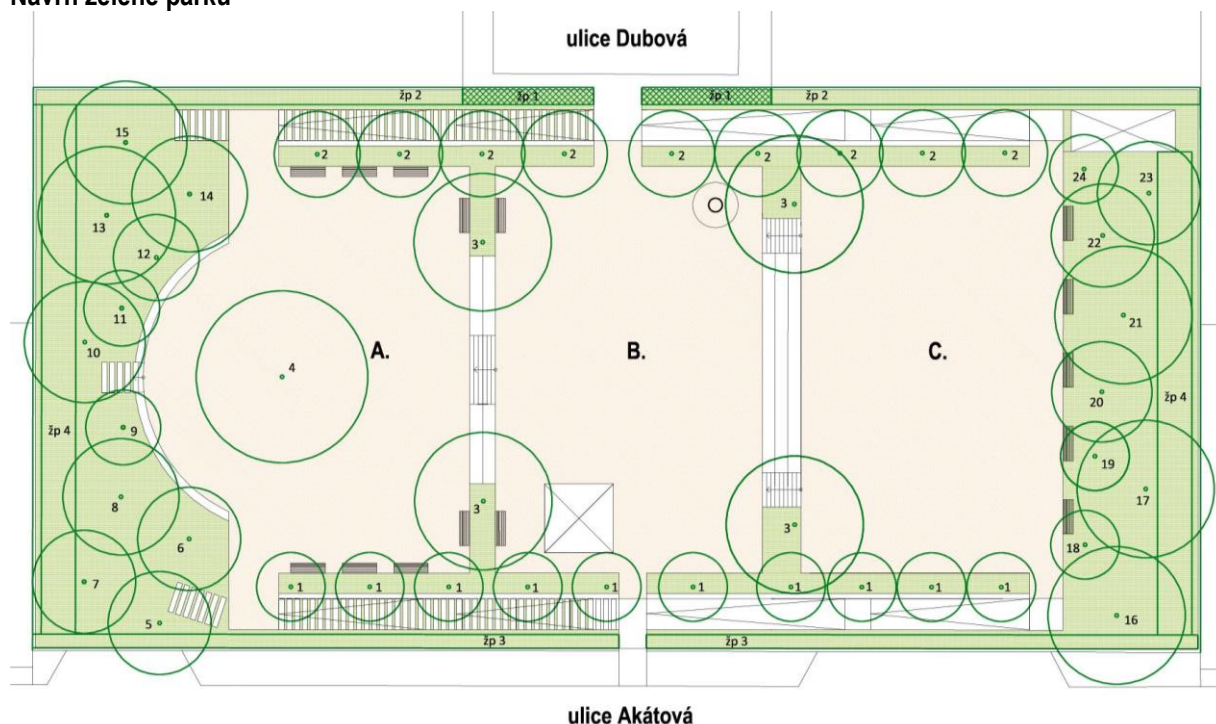 Návrh zeleně parku
ulice Dubová
žp 2 žp 1 žp 1 žp 2
15 2 2 2 2 2 2 2 2 2 24 23
14
13 3 3
12 22
11
10 A. B. C. 21
4
žp 4 20 žp 4
9
19
8 17
6 3 3
18
7 1 1 1 1 1 1 1 1 1 1
5 16
žp 3 žp 3
ulice Akátová